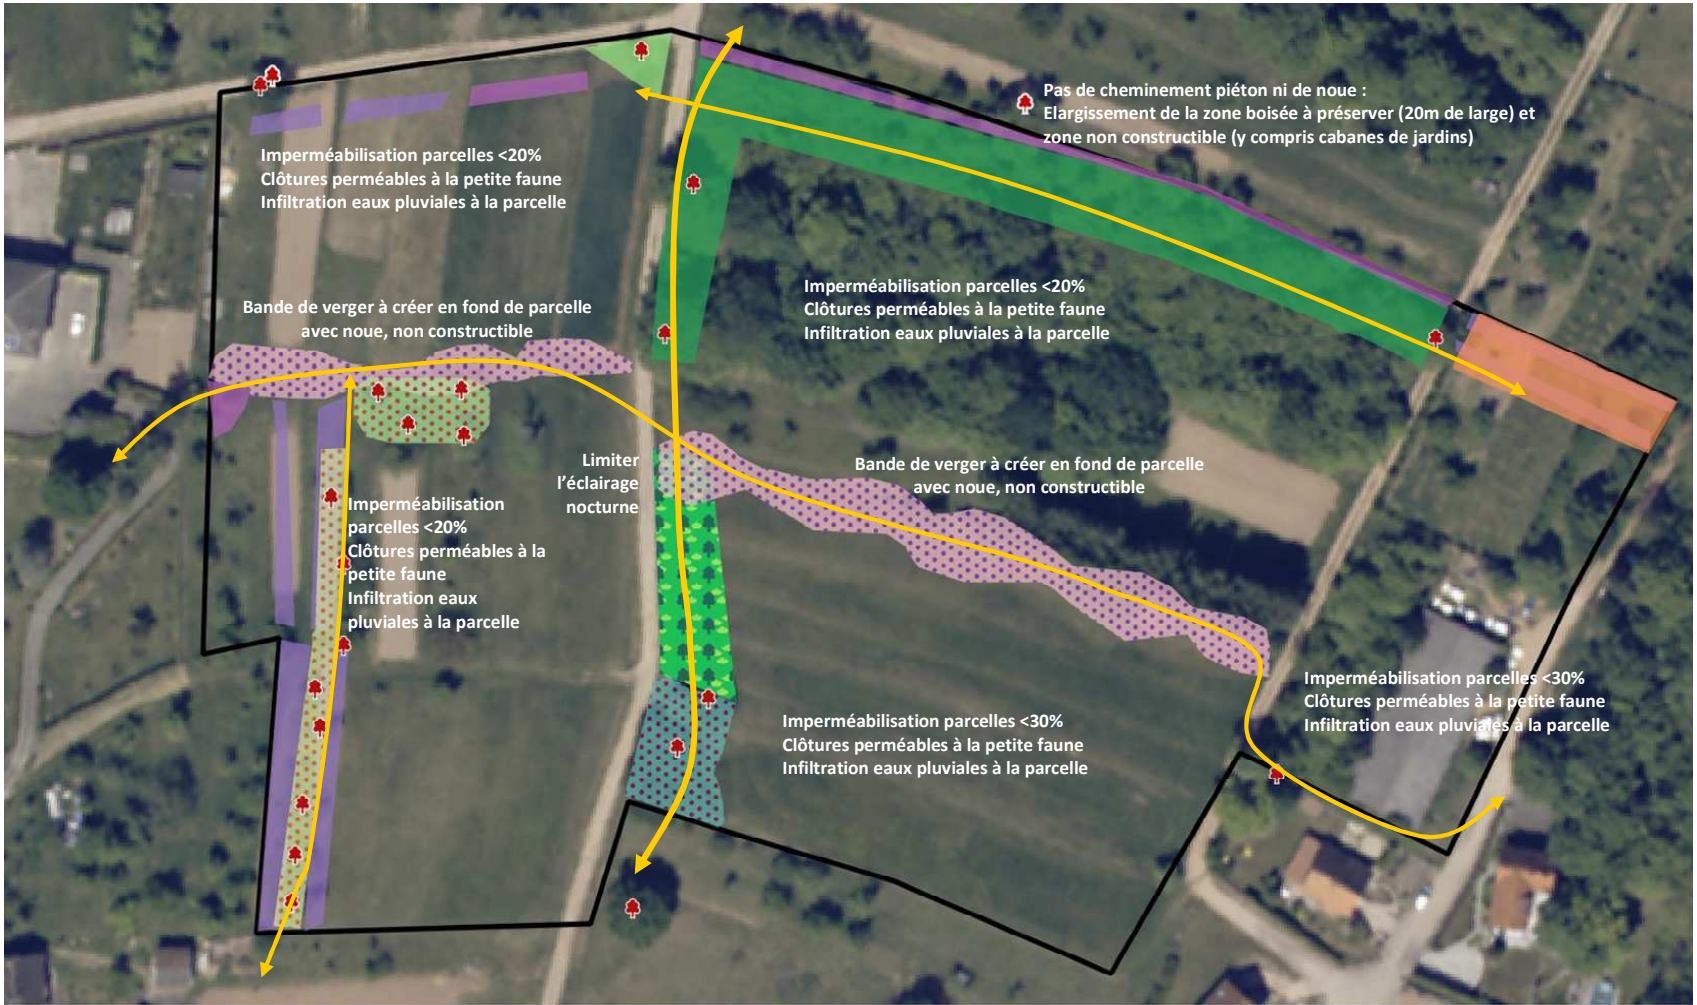 Pas de cheminement piéton ni de noue :
Elargissement de la zone boisée à préserver (20m de large) et
zone non constructible (y compris cabanes de jardins)
Imperméabilisation parcelles <20%
Clôtures perméables à la petite faune
Infiltration eaux pluviales à la parcelle
Imperméabilisation parcelles <20%
Clôtures perméables à la petite faune
Infiltration eaux pluviales à la parcelle
Bande de verger à créer en fond de parcelle
avec noue, non constructible
Limiter
l'éclairage
nocturne
Bande de verger à créer en fond de parcelle
avec noue, non constructible
Imperméabilisation
parcelles <20%
Clôtures perméables à la
petite faune
Infiltration eaux
pluviales à la parcelle
Imperméabilisation parcelles <30%
Clôtures perméables à la petite faune
Infiltration eaux pluviales à la parcelle
Imperméabilisation parcelles <30%
Clôtures perméables à la petite faune
Infiltration eaux pluviales à la parcelle